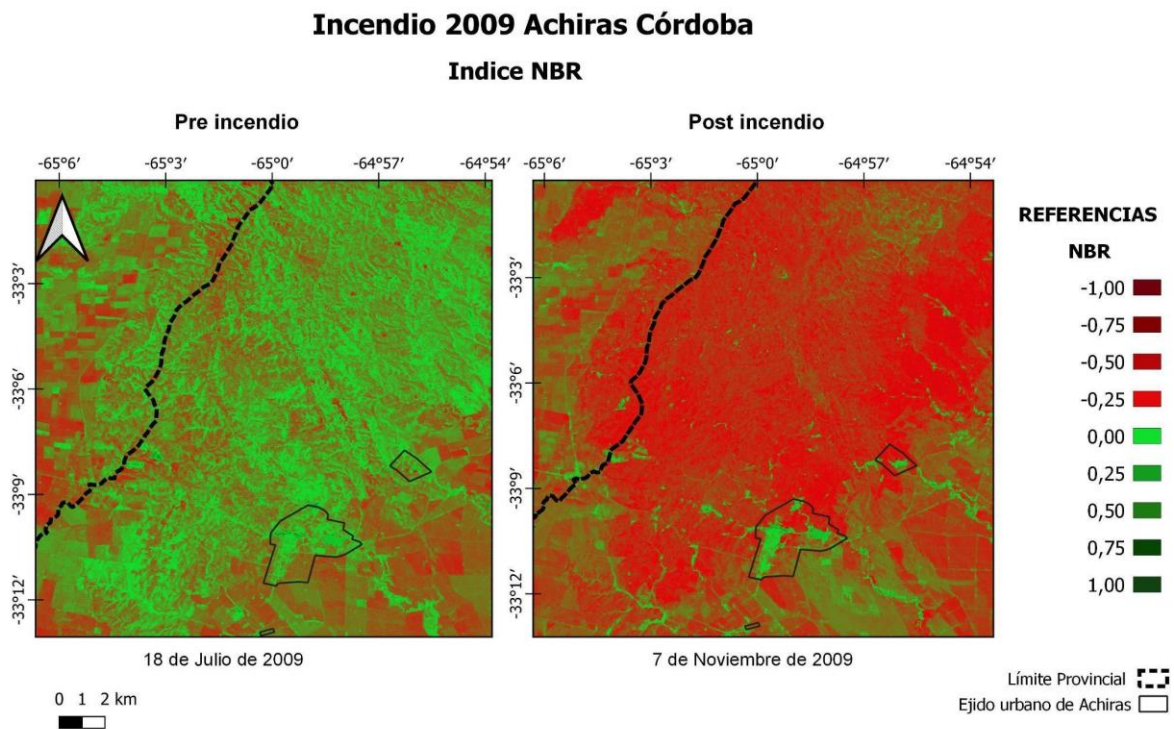 Incendio 2009 Achiras Córdoba
Indice NBR
Pre incendio
-65°6′ -65°3′ -65°0′ -64°57′ -64°54′
-33°3′
-33°6′
-33°9′
-33°12′
18 de Julio de 2009
0 1 2 km
Post incendio
-65°6′ -65°3′ -65°0′ -64°57′ -64°54′
-33°3′
-33°6′
-33°9′
-33°12′
7 de Noviembre de 2009
REFERENCIAS
NBR
-1,00
-0,75
-0,50
-0,25
0,00
0,25
0,50
0,75
1,00
Límite Provincial
Ejido urbano de Achiras